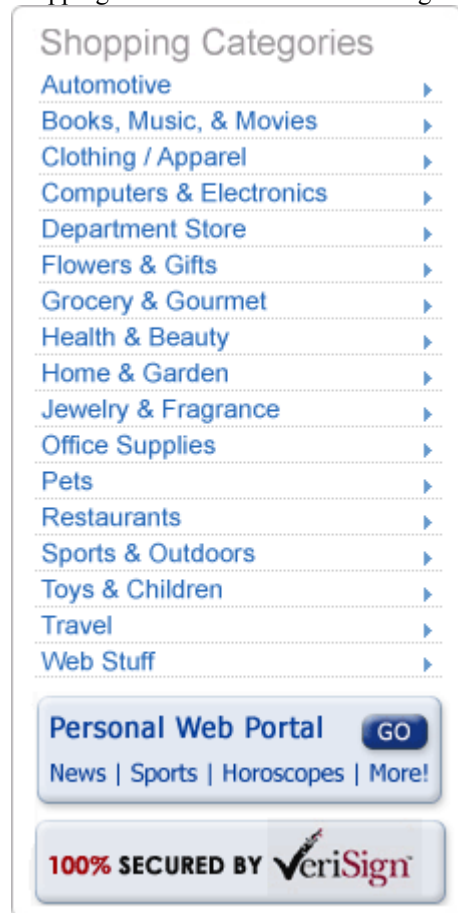 Shopping Categories
Automotive
Books, Music, & Movies
Clothing / Apparel
Computers & Electronics
Department Store
Flowers & Gifts
Grocery & Gourmet
Health & Beauty
Home & Garden
Jewelry & Fragrance
Office Supplies
Pets
Restaurants
Sports & Outdoors
Toys & Children
Travel
Web Stuff
Personal Web Portal GO
News | Sports | Horoscopes | More!
100% SECURED BY VeriSign